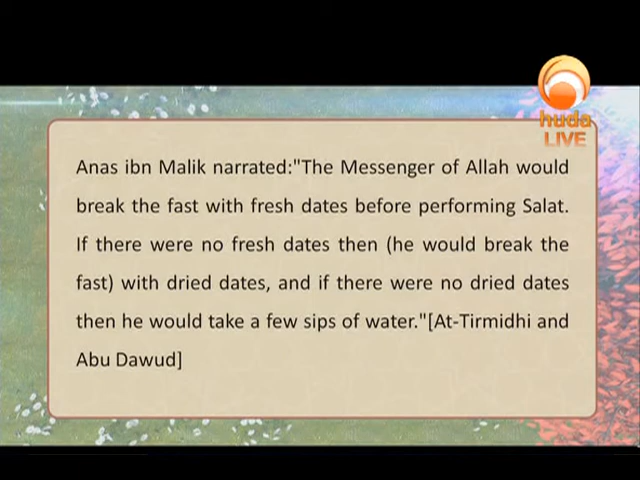 huda
LIVE
Anas ibn Malik narrated:"The Messenger of Allah would
break the fast with fresh dates before performing Salat.
If there were no fresh dates then (he would break the
fast) with dried dates, and if there were no dried dates
then he would take a few sips of water."[At-Tirmidhi and
Abu Dawud]